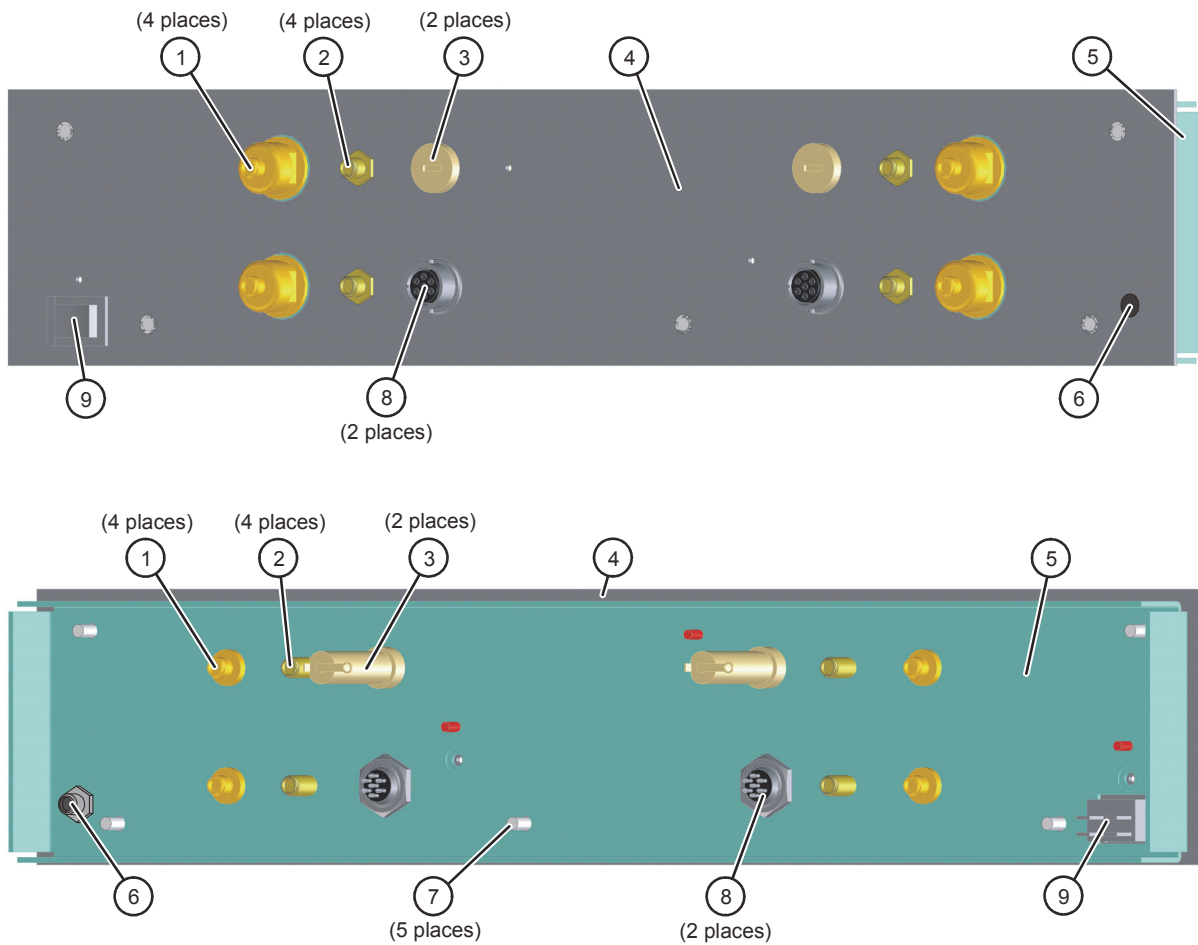 (4 places) (4 places) (2 places)
1 2 3 4 5
9 8 6
(2 places)
(4 places) (4 places) (2 places)
1 2 3 4 5
6 7 8 9
(5 places) (2 places)